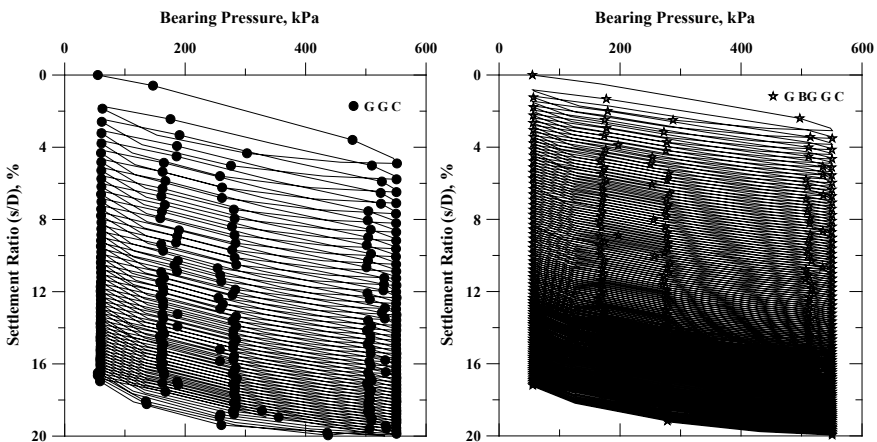 Bearing Pressure, kPa
0 200 400 600
0
4
8
12
16
20
Settlement Ratio (s/D), %
G G C
Bearing Pressure, kPa
0 200 400 600
0
4
8
12
16
20
Settlement Ratio (s/D), %
G BG G C